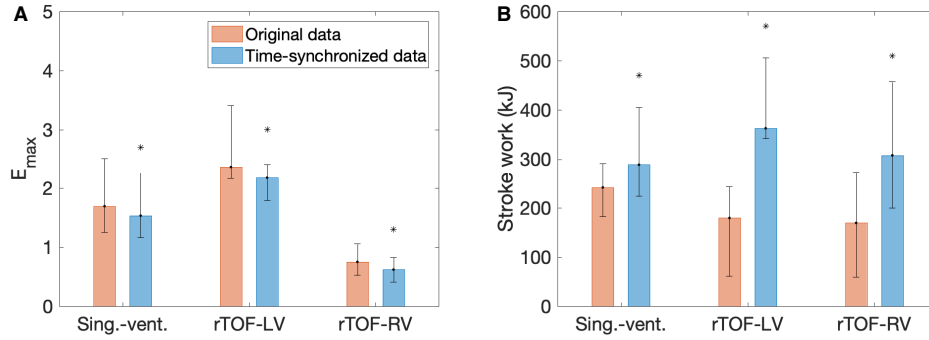 A
Original data
Time-synchronized data
E_max
5
4
3
2
1
0
* * *
Sing.-vent. rTOF-LV rTOF-RV
B
Stroke work (kJ)
600
500
400
300
200
100
0
* * *
Sing.-vent. rTOF-LV rTOF-RV